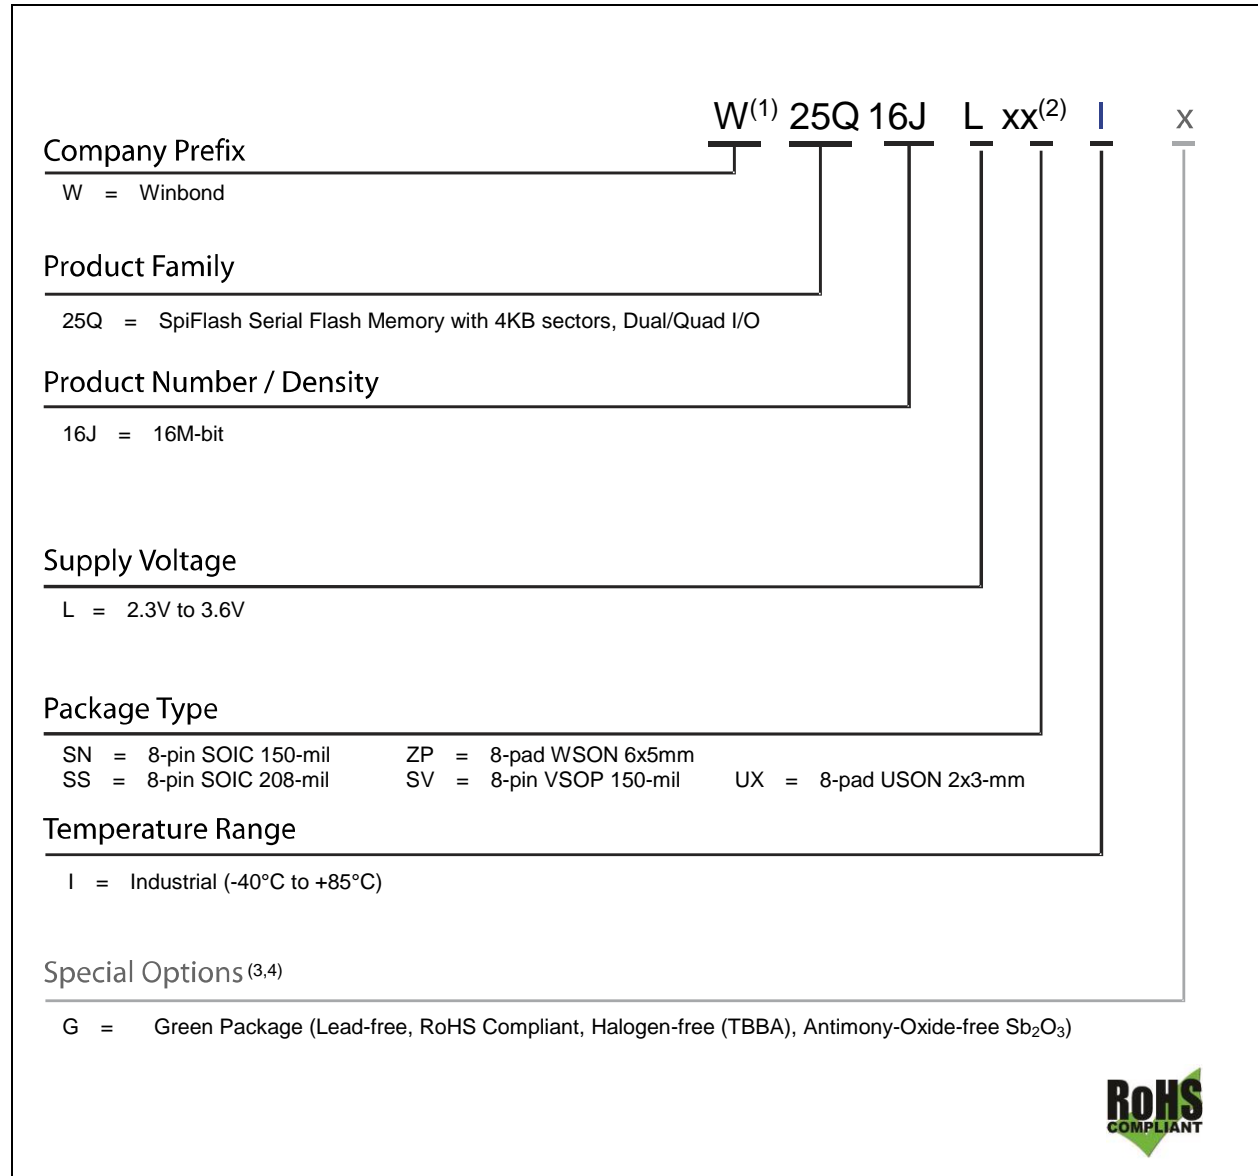 W(1) 25Q 16J L xx(2) I x
Company Prefix
W = Winbond
Product Family
25Q = SpiFlash Serial Flash Memory with 4KB sectors, Dual/Quad I/O
Product Number / Density
16J = 16M-bit
Supply Voltage
L = 2.3V to 3.6V
Package Type
SN = 8-pin SOIC 150-mil ZP = 8-pad WSON 6x5mm
SS = 8-pin SOIC 208-mil SV = 8-pin VSOP 150-mil UX = 8-pad USON 2x3-mm
Temperature Range
I = Industrial (-40°C to +85°C)
Special Options (3,4)
G = Green Package (Lead-free, RoHS Compliant, Halogen-free (TBBA), Antimony-Oxide-free Sb₂O₃)
RoHS
COMPLIANT